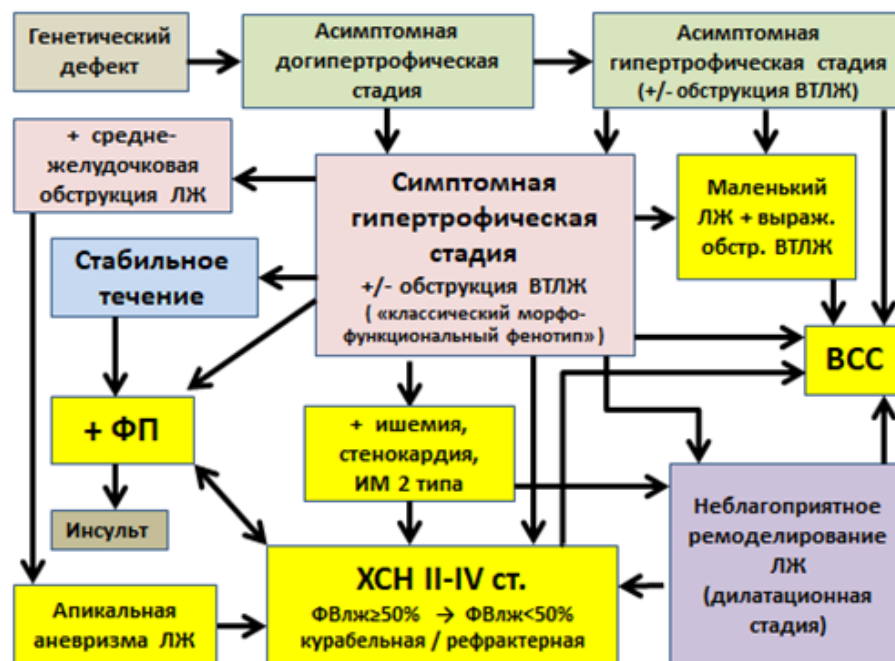 Генетический
дефект
Асимптомная
догипертрофическая
стадия
Асимптомная
гипертрофическая стадия
(+/- обструкция ВТЛЖ)
+ средне-
желудочковая
обструкция ЛЖ
Симптомная
гипертрофическая
стадия
+/- обструкция ВТЛЖ
( «классический морфо-
функциональный фенотип» )
Маленький
ЛЖ + выраж.
обстр. ВТЛЖ
Стабильное
течение
ВСС
+ ФП
+ ишемия,
стенокардия,
ИМ 2 типа
Неблагоприятное
ремоделирование
ЛЖ
(дилатационная
стадия)
Инсульт
ХСН II-IV ст.
ФВлж≥50% → ФВлж<50%
курабельная / рефрактерная
Апикальная
аневризма ЛЖ